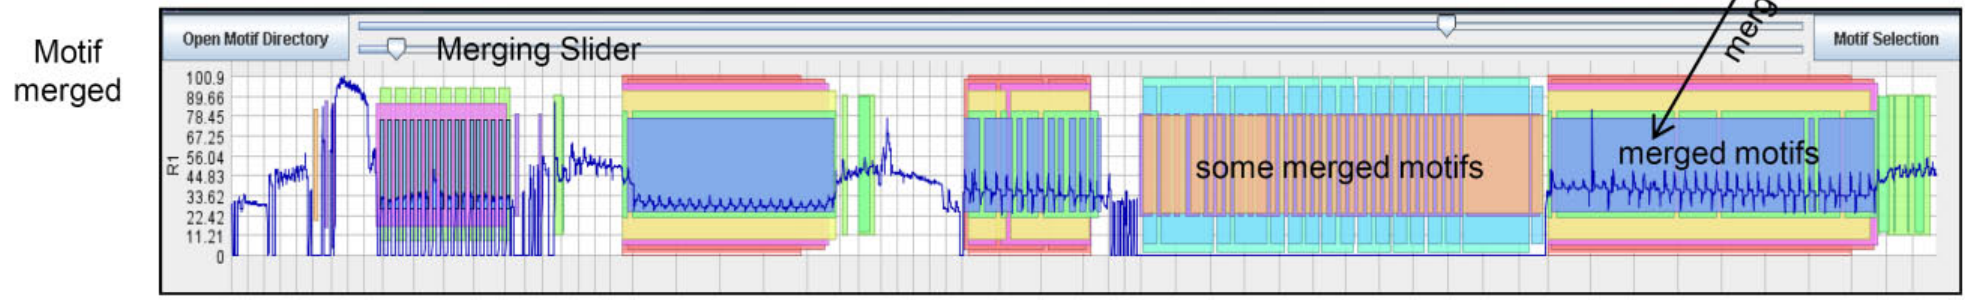 Motif
merged
Open Motif Directory
Merging Slider
Motif Selection
merg
R1
100.9
89.66
78.45
67.25
56.04
44.83
33.62
22.42
11.21
0
some merged motifs
merged motifs